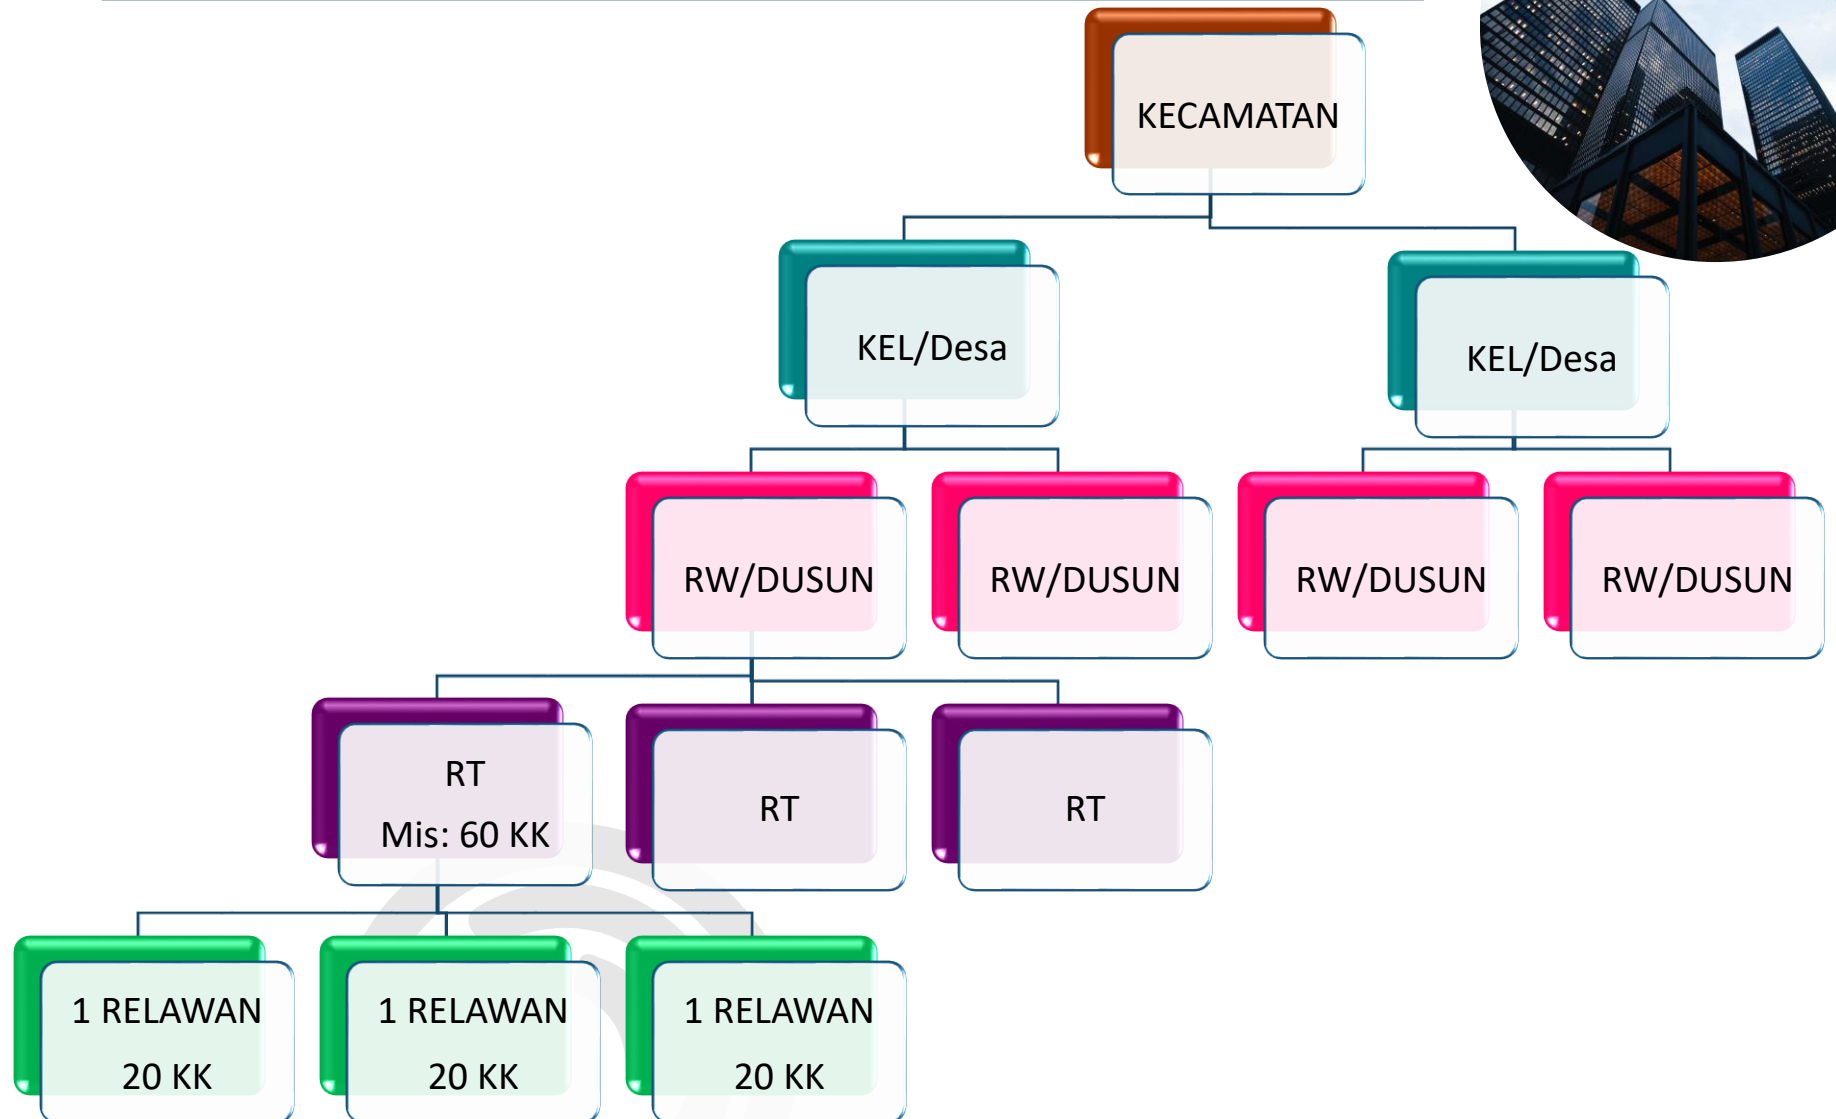 KECAMATAN
KEL/Desa
KEL/Desa
RW/DUSUN
RW/DUSUN
RW/DUSUN
RW/DUSUN
RT
Mis: 60 KK
RT
RT
1 RELAWAN
20 KK
1 RELAWAN
20 KK
1 RELAWAN
20 KK